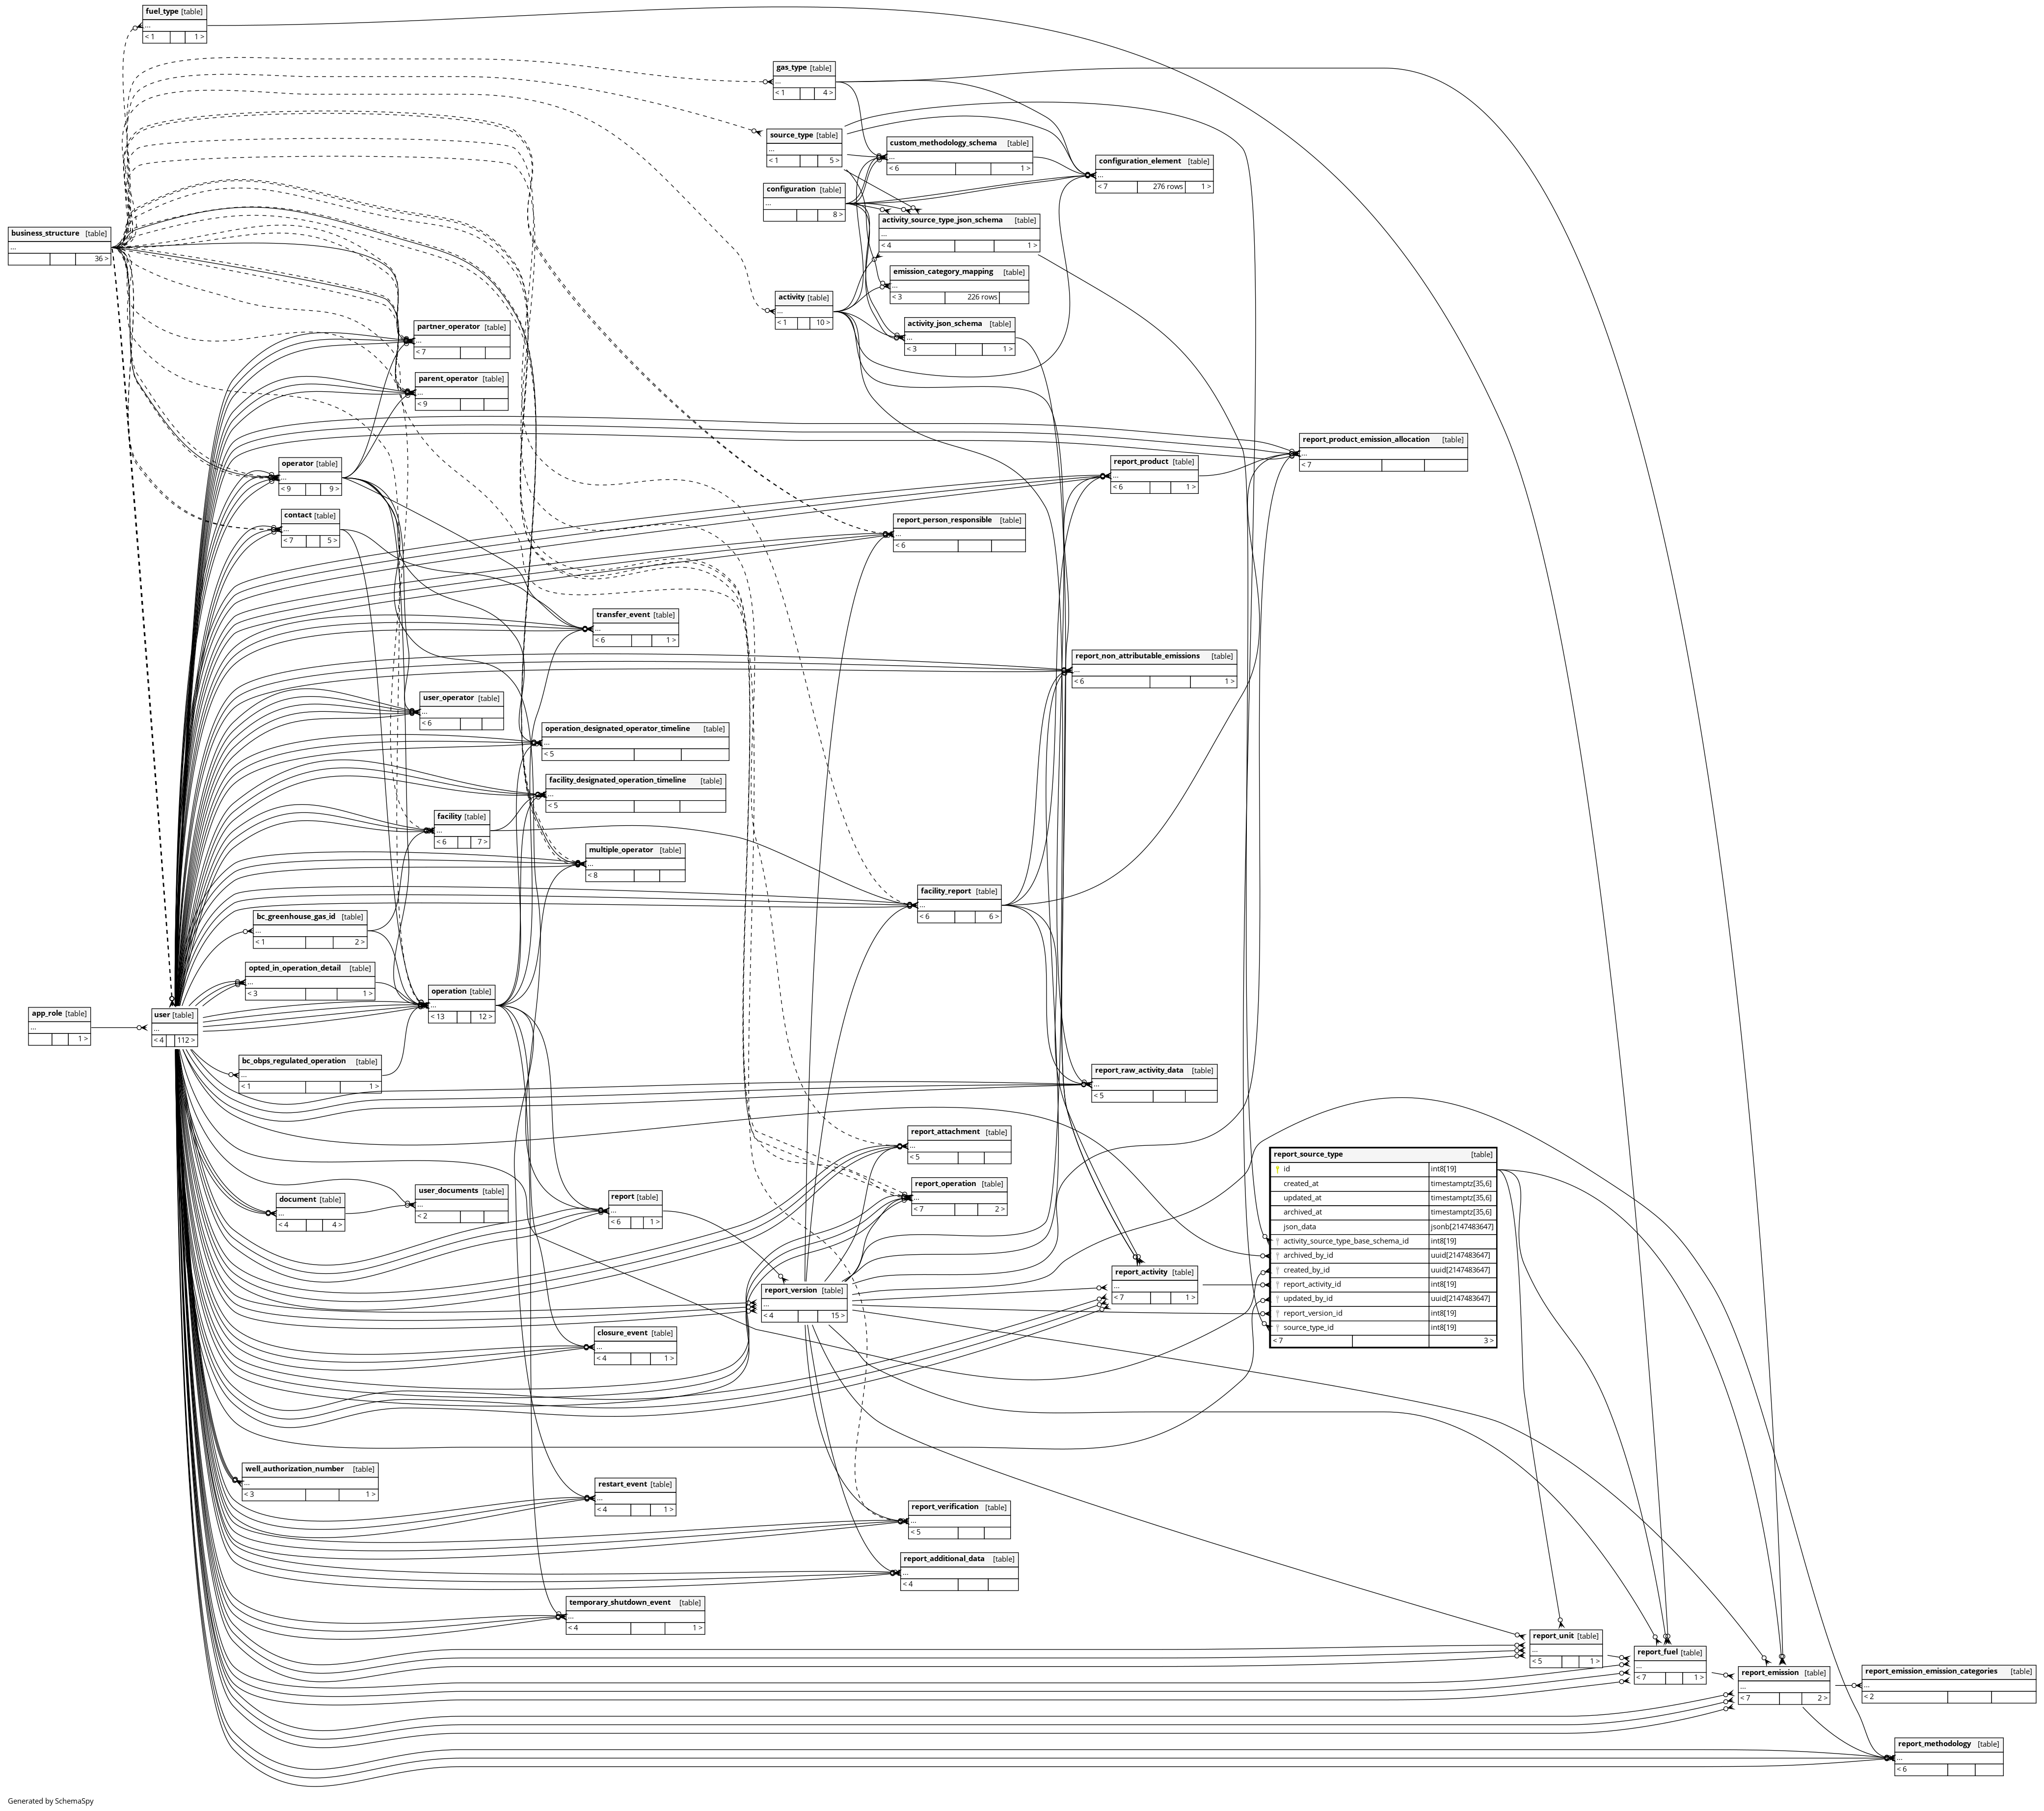 fuel_type [table]
...
< 1 1 >
gas_type [table]
...
< 1 4 >
source_type [table]
...
< 1 5 >
custom_methodology_schema [table]
...
< 6 1 >
configuration_element [table]
...
< 7 276 rows 1 >
configuration [table]
...
8 >
activity_source_type_json_schema [table]
...
< 4 1 >
business_structure [table]
...
36 >
emission_category_mapping [table]
...
< 3 226 rows
activity [table]
...
< 1 10 >
activity_json_schema [table]
...
< 3 1 >
partner_operator [table]
...
< 7
parent_operator [table]
...
< 9
report_product_emission_allocation [table]
...
< 7
operator [table]
...
< 9 9 >
report_product [table]
...
< 6 1 >
contact [table]
...
< 7 5 >
report_person_responsible [table]
...
< 6
transfer_event [table]
...
< 6 1 >
report_non_attributable_emissions [table]
...
< 6 1 >
user_operator [table]
...
< 6
operation_designated_operator_timeline [table]
...
< 5
facility_designated_operation_timeline [table]
...
< 5
facility [table]
...
< 6 7 >
multiple_operator [table]
...
< 8
facility_report [table]
...
< 6 6 >
bc_greenhouse_gas_id [table]
...
< 1 2 >
opted_in_operation_detail [table]
...
< 3 1 >
operation [table]
...
< 13 12 >
app_role [table]
...
1 >
user [table]
...
< 4 112 >
bc_obps_regulated_operation [table]
...
< 1 1 >
report_raw_activity_data [table]
...
< 5
report_attachment [table]
...
< 5
report_source_type [table]
id int8[19]
created_at timestamptz[35,6]
updated_at timestamptz[35,6]
archived_at timestamptz[35,6]
json_data jsonb[2147483647]
activity_source_type_base_schema_id int8[19]
archived_by_id uuid[2147483647]
created_by_id uuid[2147483647]
report_activity_id int8[19]
updated_by_id uuid[2147483647]
report_version_id int8[19]
source_type_id int8[19]
< 7 3 >
report_operation [table]
...
< 7 2 >
user_documents [table]
...
< 2
document [table]
...
< 4 4 >
report [table]
...
< 6 1 >
report_activity [table]
...
< 7 1 >
report_version [table]
...
< 4 15 >
closure_event [table]
...
< 4 1 >
well_authorization_number [table]
...
< 3 1 >
restart_event [table]
...
< 4 1 >
report_verification [table]
...
< 5
report_additional_data [table]
...
< 4
temporary_shutdown_event [table]
...
< 4 1 >
report_unit [table]
...
< 5 1 >
report_fuel [table]
...
< 7 1 >
report_emission [table]
...
< 7 2 >
report_emission_emission_categories [table]
...
< 2
report_methodology [table]
...
< 6
Generated by SchemaSpy